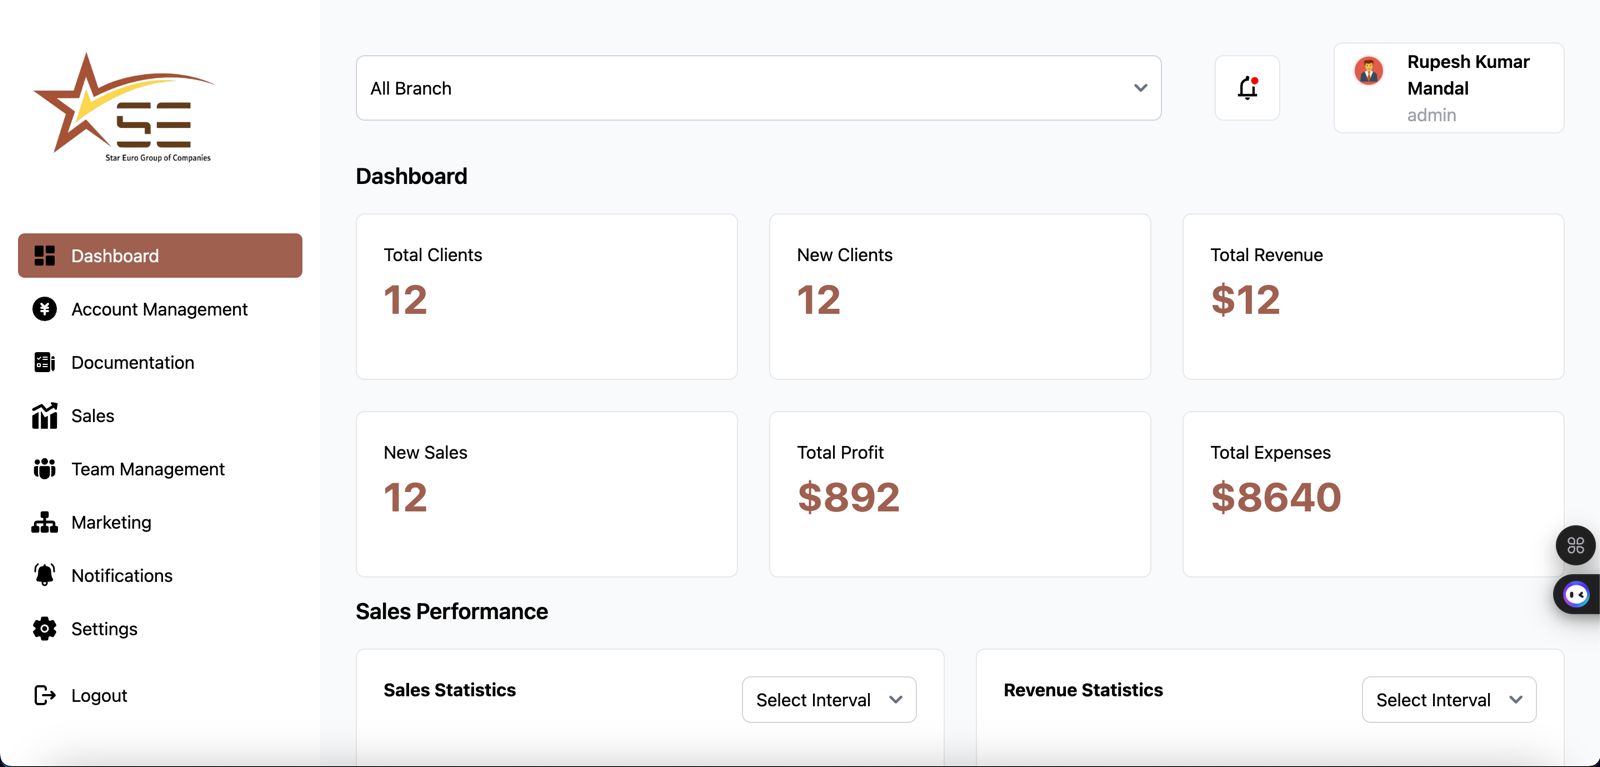 SE
Star Euro Group of Companies
Dashboard
Account Management
Documentation
Sales
Team Management
Marketing
Notifications
Settings
Logout
All Branch
Rupesh Kumar
Mandal
admin
Dashboard
Total Clients
12
New Clients
12
Total Revenue
$12
New Sales
12
Total Profit
$892
Total Expenses
$8640
Sales Performance
Sales Statistics
Select Interval
Revenue Statistics
Select Interval